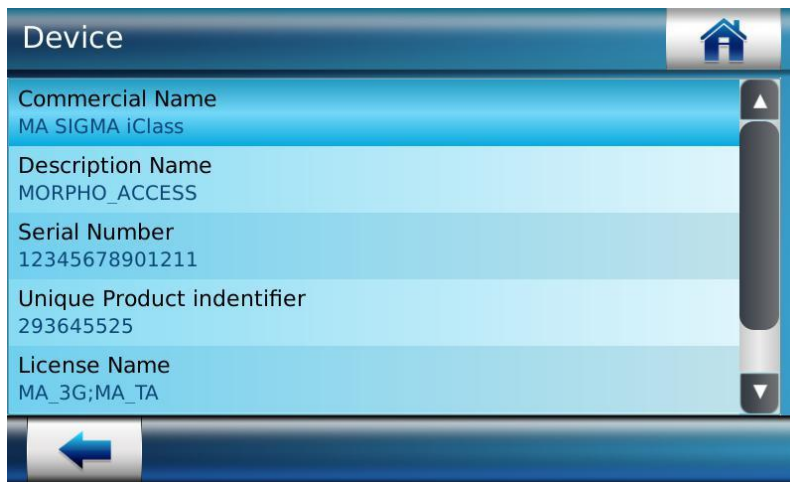 Device
Commercial Name
MA SIGMA iClass
Description Name
MORPHO_ACCESS
Serial Number
12345678901211
Unique Product indentifier
293645525
License Name
MA_3G;MA_TA